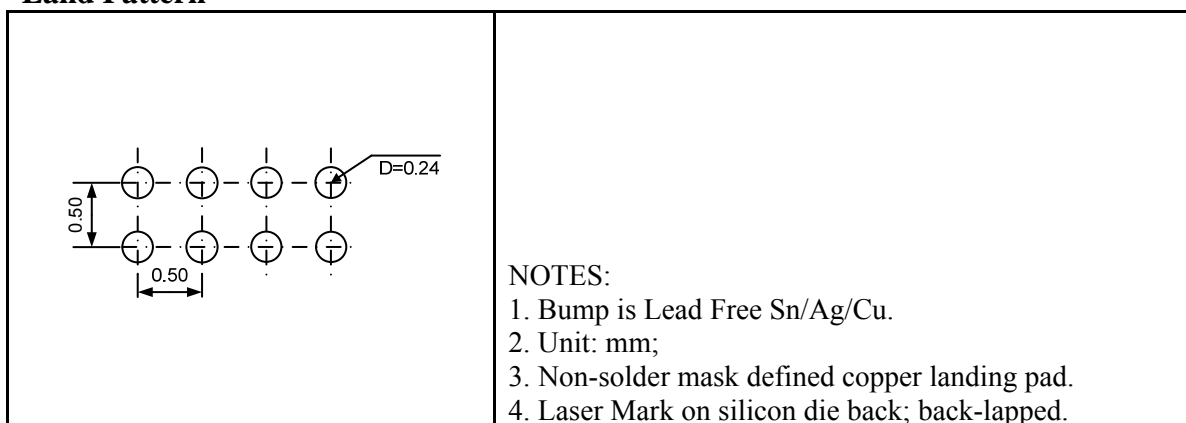 Land Pattern
D=0.24
0.50
0.50
NOTES:
1. Bump is Lead Free Sn/Ag/Cu.
2. Unit: mm;
3. Non-solder mask defined copper landing pad.
4. Laser Mark on silicon die back; back-lapped.